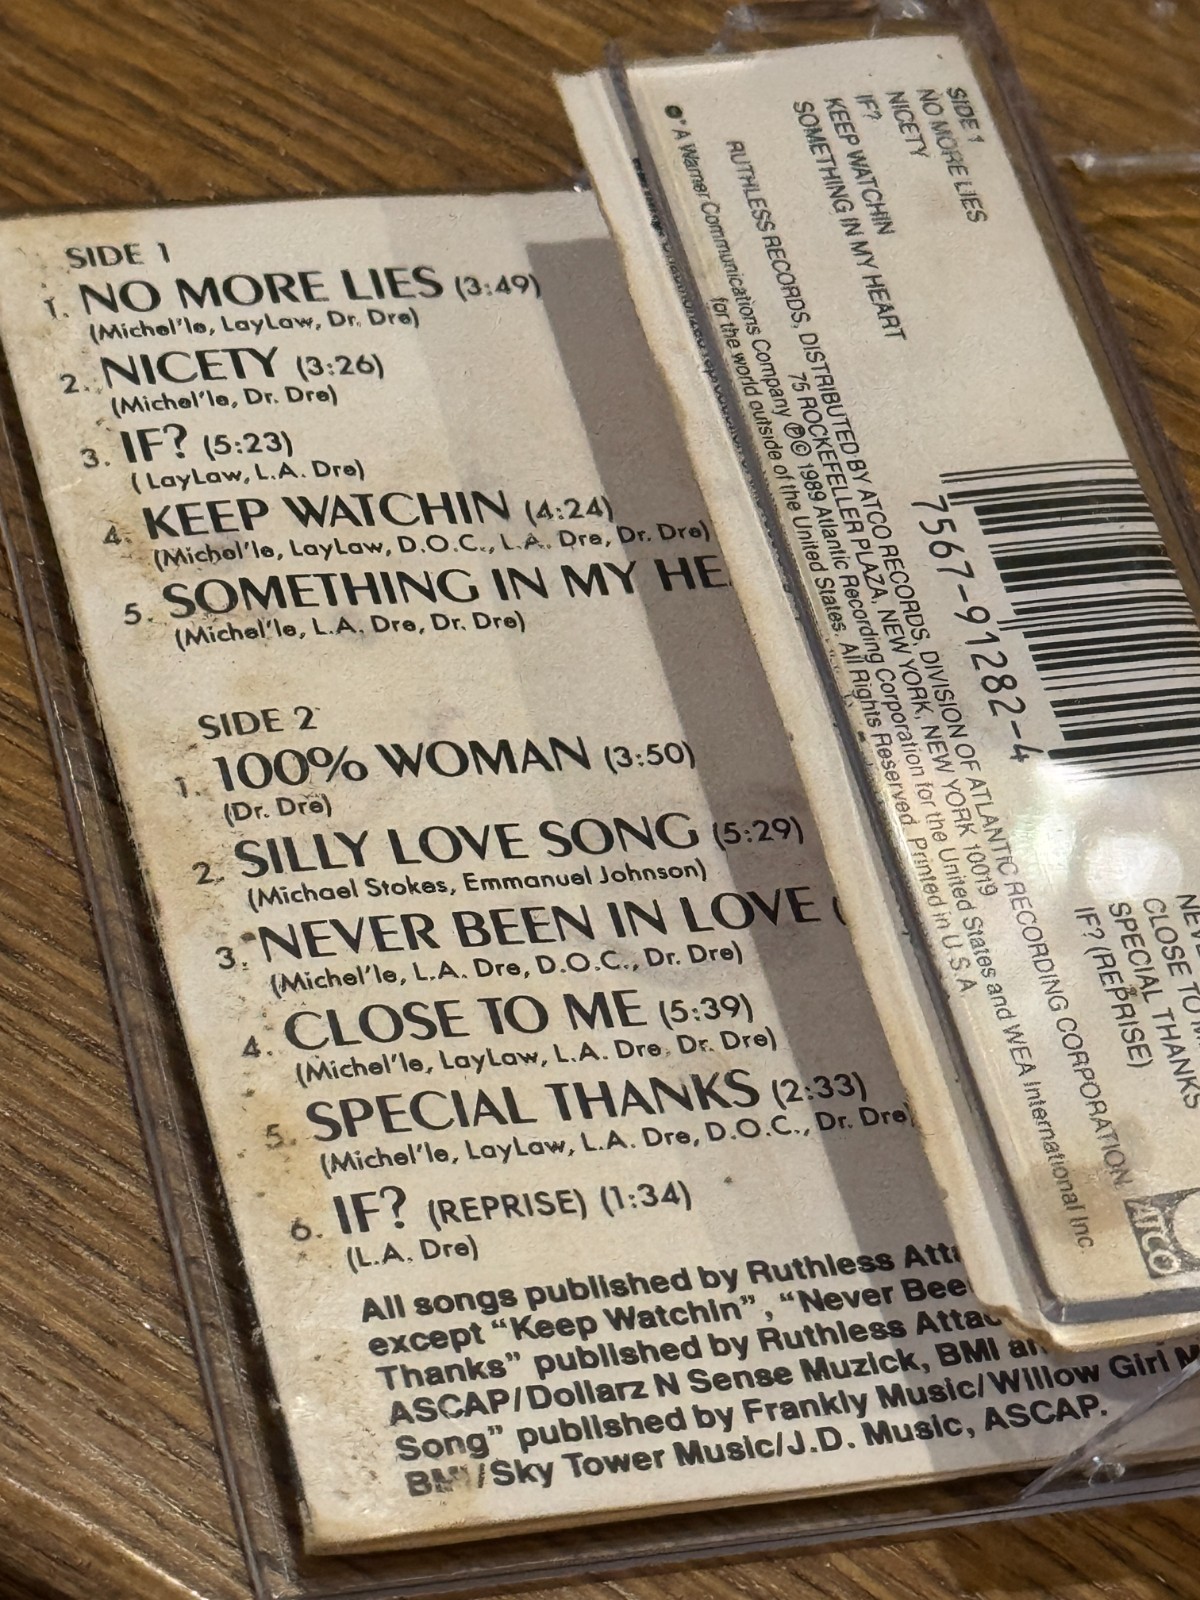 SIDE 1
1. NO MORE LIES (3:49)
(Michel'le, LayLaw, Dr. Dre)
2. NICETY (3:26)
(Michel'le, Dr. Dre)
3. IF? (5:23)
( LayLaw, L.A. Dre)
4. KEEP WATCHIN (4:24)
(Michel'le, LayLaw, D.O.C., L.A. Dre, Dr. Dre)
5. SOMETHING IN MY
(Michel'le, L.A. Dre, Dr. Dre)
SIDE 2
1. 100% WOMAN (3:50)
(Dr. Dre)
2. SILLY LOVE SONG (5:29)
(Michael Stokes, Emmanuel Johnson)
3. NEVER BEEN IN LOVE (
(Michel'le, L.A. Dre, D.O.C., Dr. Dre)
4. CLOSE TO ME (5:39)
(Michel'le, LayLaw, L.A. Dre, Dr. Dre)
5. SPECIAL THANKS (2:33)
(Michel'le, LayLaw, L.A. Dre, D.O.C., Dr. Dre)
6. IF? (REPRISE) (1:34)
(L.A. Dre)
All songs published by Ruthless
except "Keep Watchin", "Never
Thanks" published by Ruthless
ASCAP/Dollarz N Sense Muzick, BMI
Song" published by Frankly Music/Willow Girl
BMI/Sky Tower Music/J.D. Music, ASCAP.
SIDE 1
NO MORE LIES
NICETY
IF?
KEEP WATCHIN
SOMETHING IN MY HEART
7567-91282-4
CLOSE TO
SPECIAL THANKS
IF? (REPRISE)
RUTHLESS RECORDS, DISTRIBUTED BY ATCO RECORDS, DIVISION OF ATLANTIC RECORDING CORPORATION,
75 ROCKEFELLER PLAZA, NEW YORK, NEW YORK 10019
* A Warner Communications Company ℗© 1989 Atlantic Recording Corporation for the United States and WEA International Inc.
for the world outside of the United States. All Rights Reserved. Printed in U.S.A.
ATCO